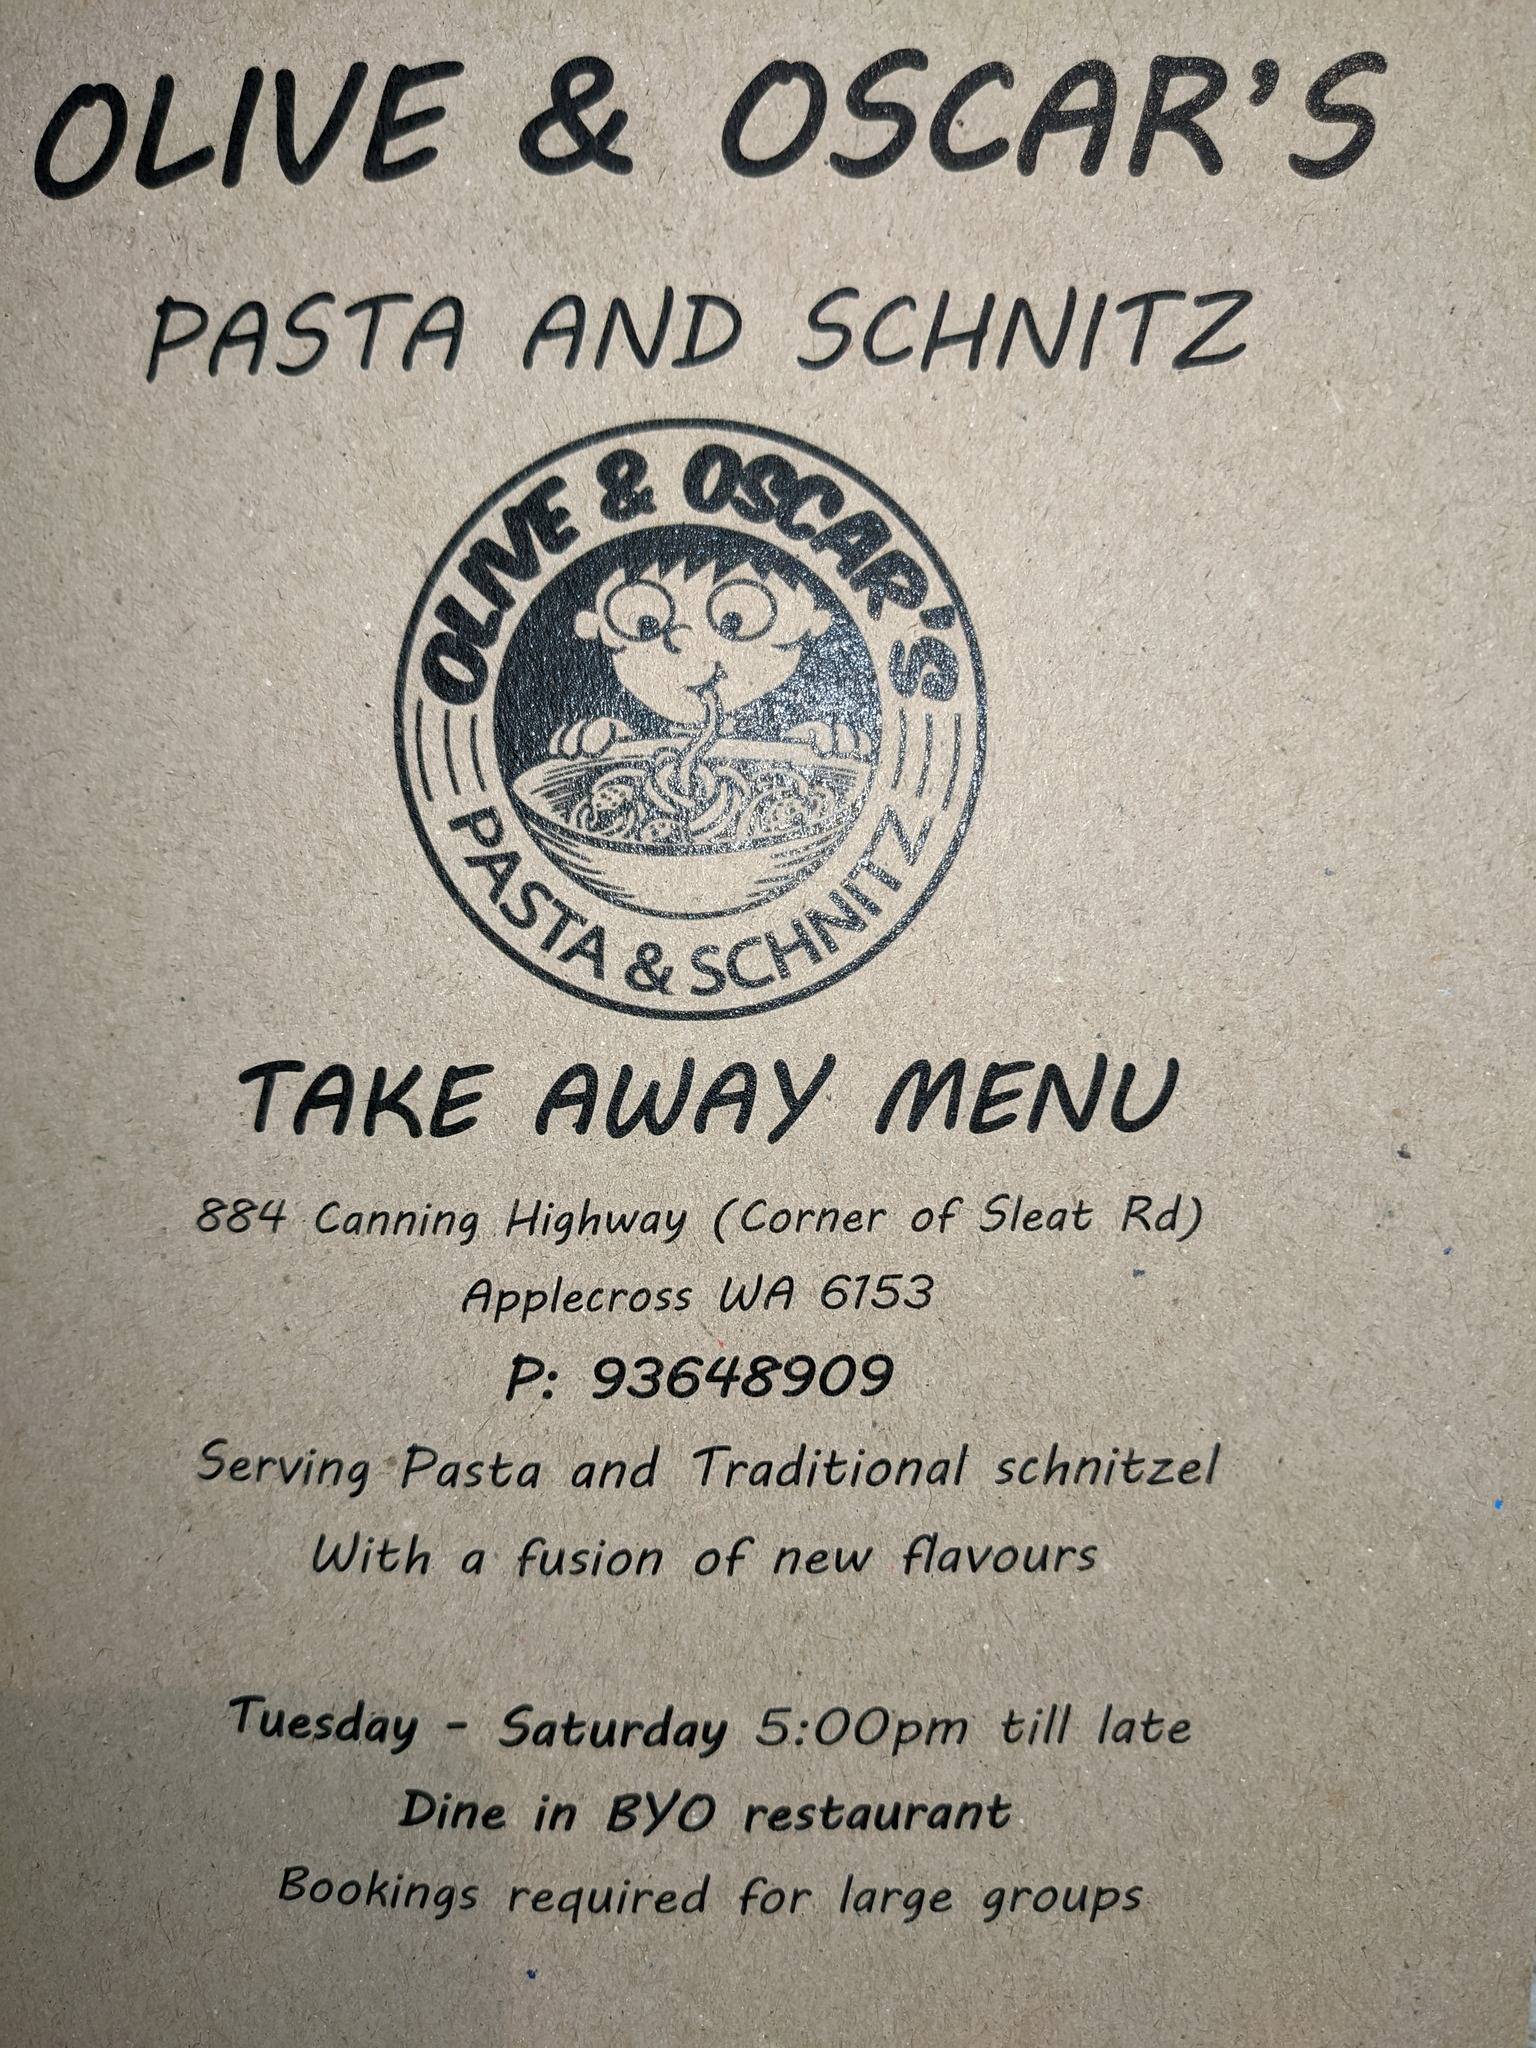 OLIVE & OSCAR'S
PASTA AND SCHNITZ
OLIVE & OSCAR'S
PASTA & SCHNITZ
TAKE AWAY MENU
884 Canning Highway (Corner of Sleat Rd)
Applecross WA 6153
P: 93648909
Serving Pasta and Traditional schnitzel
With a fusion of new flavours
Tuesday - Saturday 5:00pm till late
Dine in BYO restaurant
Bookings required for large groups